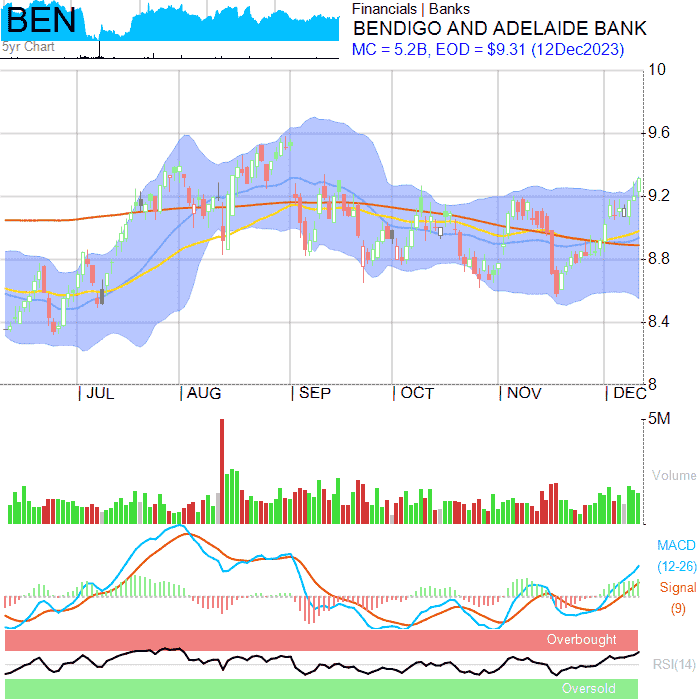 BEN
5yr Chart
Financials | Banks
BENDIGO AND ADELAIDE BANK
MC = 5.2B, EOD = $9.31 (12Dec2023)
10
9.6
9.2
8.8
8.4
8
JUL AUG SEP OCT NOV DEC
5M
Volume
MACD
(12-26)
Signal
(9)
Overbought
RSI(14)
Oversold